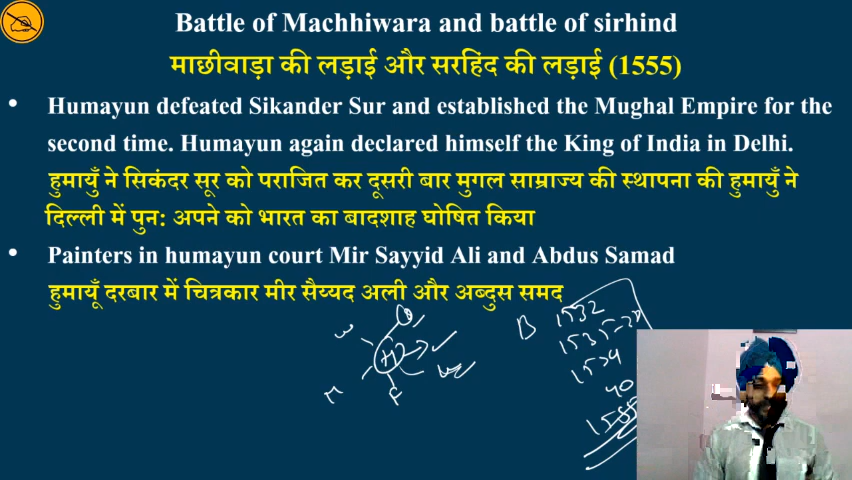 Battle of Machhiwara and battle of sirhind
माछीवाड़ा की लड़ाई और सरहिंद की लड़ाई (1555)
• Humayun defeated Sikander Sur and established the Mughal Empire for the
second time. Humayun again declared himself the King of India in Delhi.
हुमायुँ ने सिकंदर सूर को पराजित कर दूसरी बार मुगल साम्राज्य की स्थापना की हुमायुँ ने
दिल्ली में पुन: अपने को भारत का बादशाह घोषित किया
• Painters in humayun court Mir Sayyid Ali and Abdus Samad
हुमायूँ दरबार में चित्रकार मीर सैय्यद अली और अब्दुस समद
B 1532
40
1555